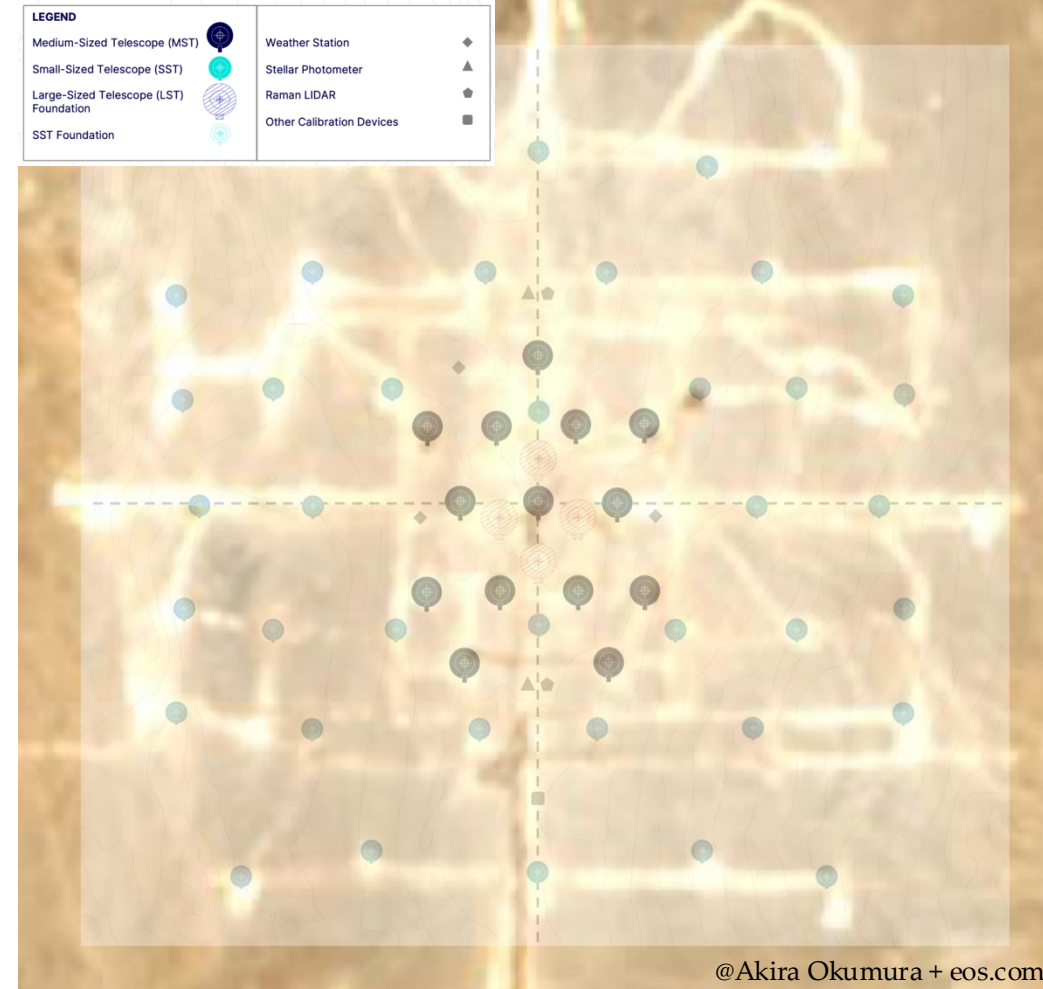 LEGEND
Medium-Sized Telescope (MST)
Small-Sized Telescope (SST)
Large-Sized Telescope (LST)
Foundation
SST Foundation
Weather Station
Stellar Photometer
Raman LIDAR
Other Calibration Devices
@Akira Okumura + eos.com